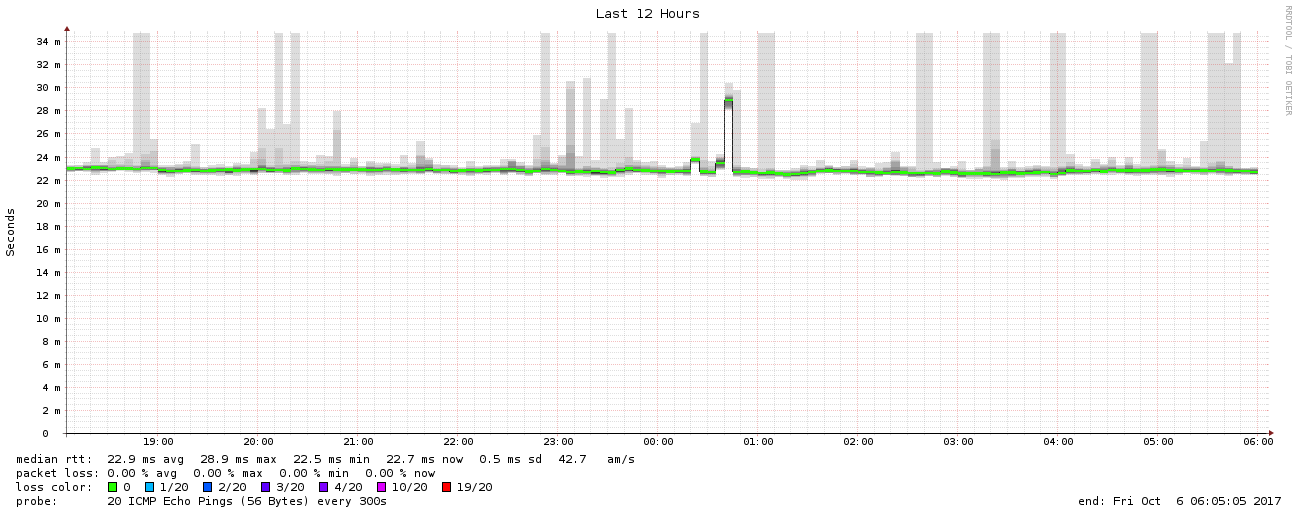 Last 12 Hours
RRDTOOL / TOBI OETIKER
Seconds
34 m
32 m
30 m
28 m
26 m
24 m
22 m
20 m
18 m
16 m
14 m
12 m
10 m
8 m
6 m
4 m
2 m
0
19:00 20:00 21:00 22:00 23:00 00:00 01:00 02:00 03:00 04:00 05:00 06:00
median rtt: 22.9 ms avg 28.9 ms max 22.5 ms min 22.7 ms now 0.5 ms sd 42.7 am/s
packet loss: 0.00 % avg 0.00 % max 0.00 % min 0.00 % now
loss color: 0 1/20 2/20 3/20 4/20 10/20 19/20
probe: 20 ICMP Echo Pings (56 Bytes) every 300s end: Fri Oct 6 06:05:05 2017